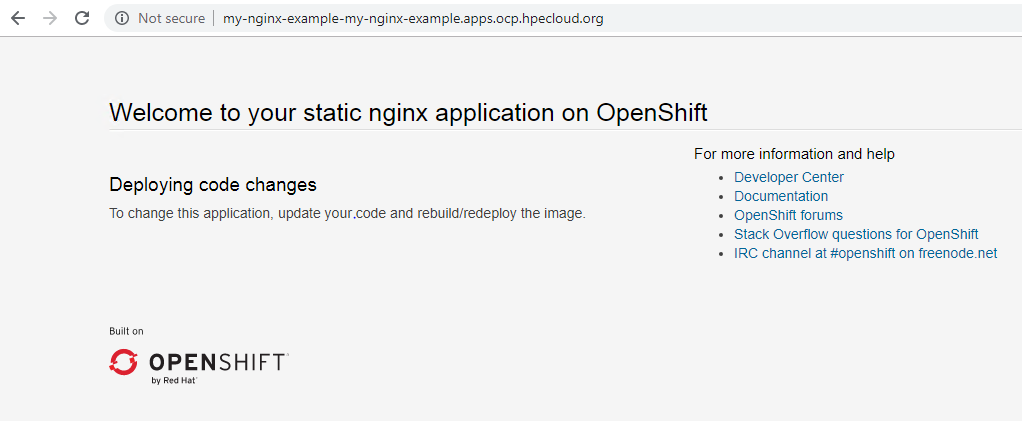 Not secure | my-nginx-example-my-nginx-example.apps.ocp.hpecloud.org
Welcome to your static nginx application on OpenShift
Deploying code changes
To change this application, update your,code and rebuild/redeploy the image.
For more information and help
Developer Center
Documentation
OpenShift forums
Stack Overflow questions for OpenShift
IRC channel at #openshift on freenode.net
Built on
OPENSHIFT
by Red Hat